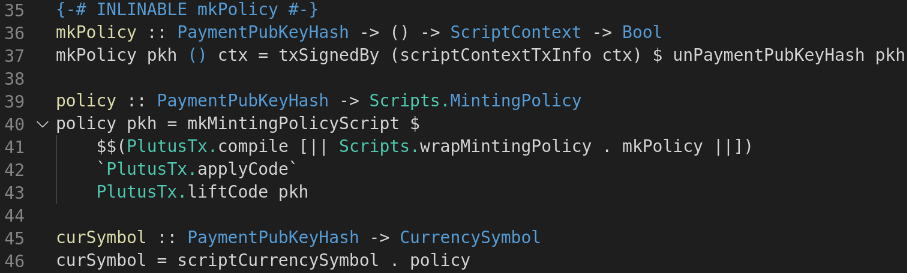 35 {-# INLINABLE mkPolicy #-}
36 mkPolicy :: PaymentPubKeyHash -> () -> ScriptContext -> Bool
37 mkPolicy pkh () ctx = txSignedBy (scriptContextTxInfo ctx) $ unPaymentPubKeyHash pkh
38
39 policy :: PaymentPubKeyHash -> Scripts.MintingPolicy
40 policy pkh = mkMintingPolicyScript $
41     $$(PlutusTx.compile [|| Scripts.wrapMintingPolicy . mkPolicy ||])
42     `PlutusTx.applyCode`
43     PlutusTx.liftCode pkh
44
45 curSymbol :: PaymentPubKeyHash -> CurrencySymbol
46 curSymbol = scriptCurrencySymbol . policy